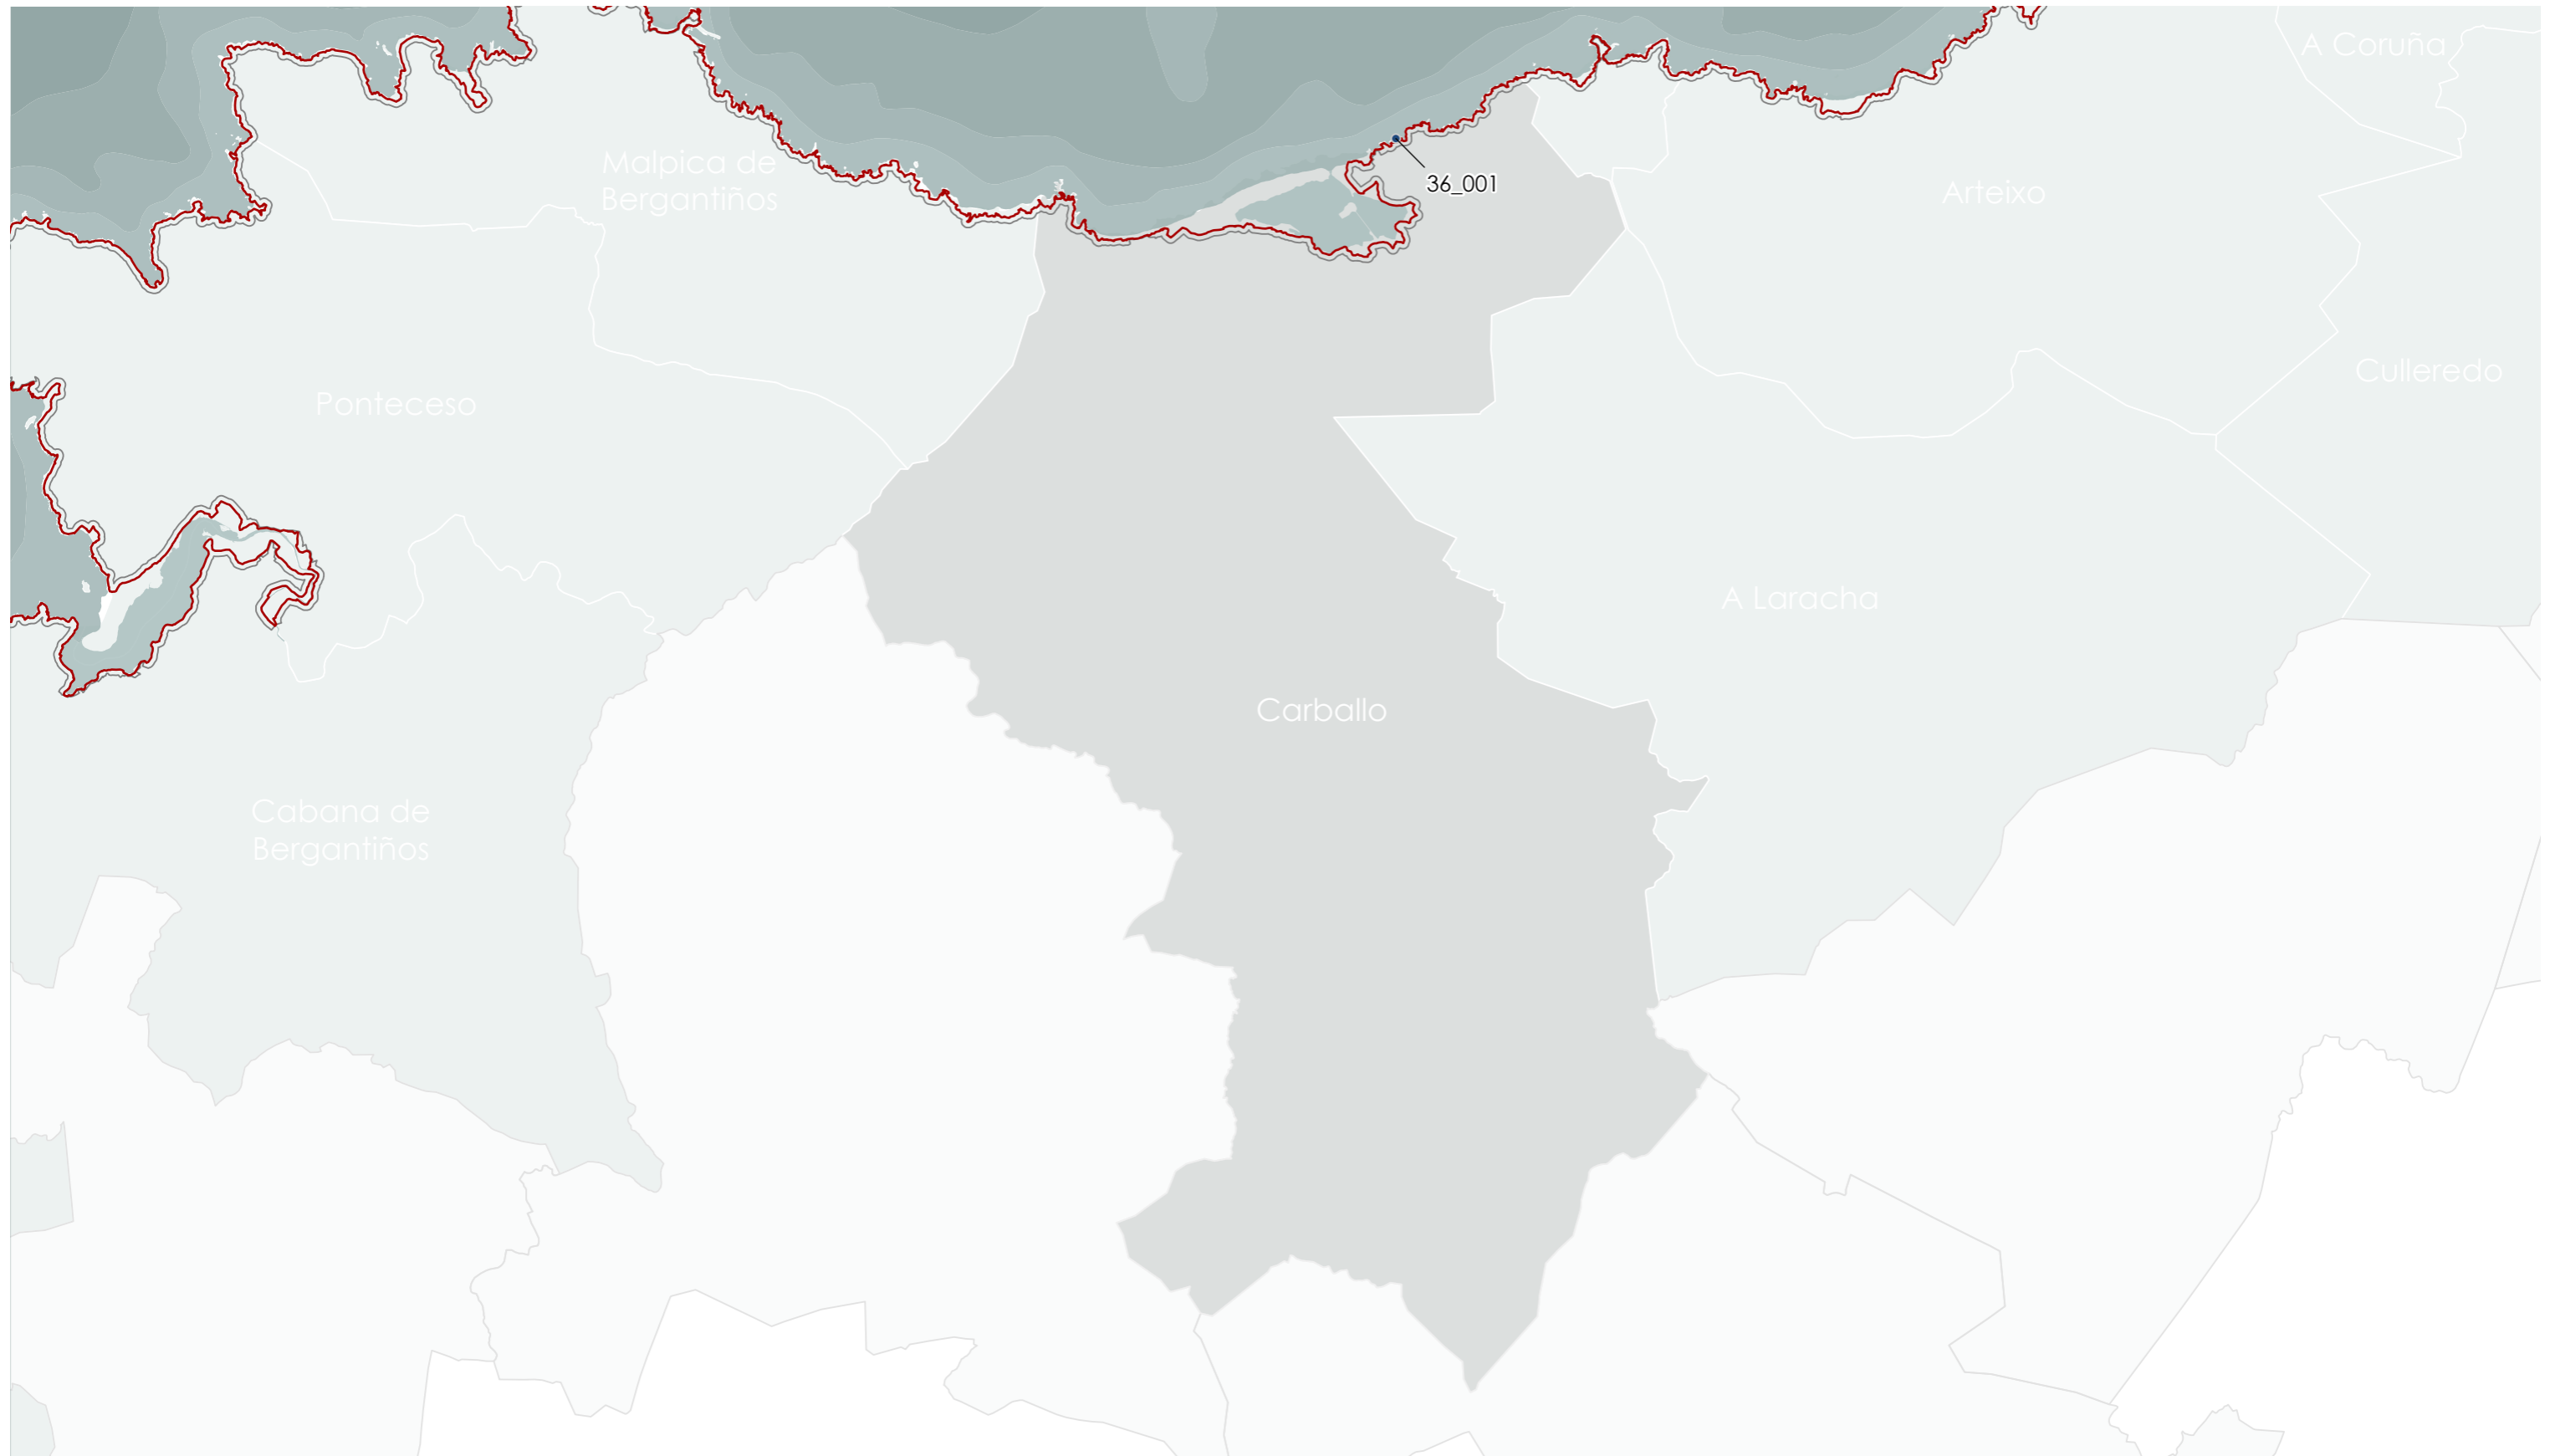 A Coruña
Malpica de
Bergantiños
36_001
Arteixo
Culleredo
Ponteceso
A Laracha
Carballo
Cabana de
Bergantiños